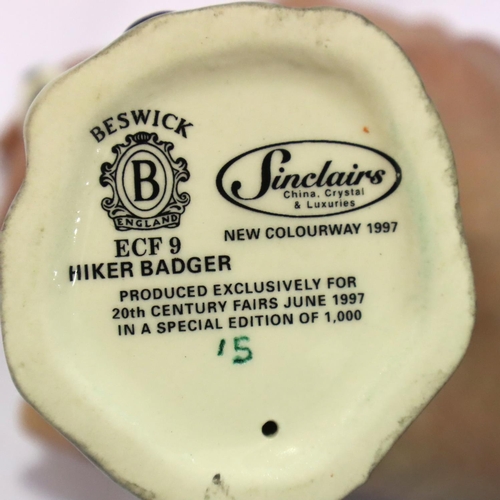 BESWICK
B
ENGLAND
ECF 9
HIKER BADGER
Sinclairs
China, Crystal
& Luxuries
NEW COLOURWAY 1997
PRODUCED EXCLUSIVELY FOR
20th CENTURY FAIRS JUNE 1997
IN A SPECIAL EDITION OF 1,000
'5